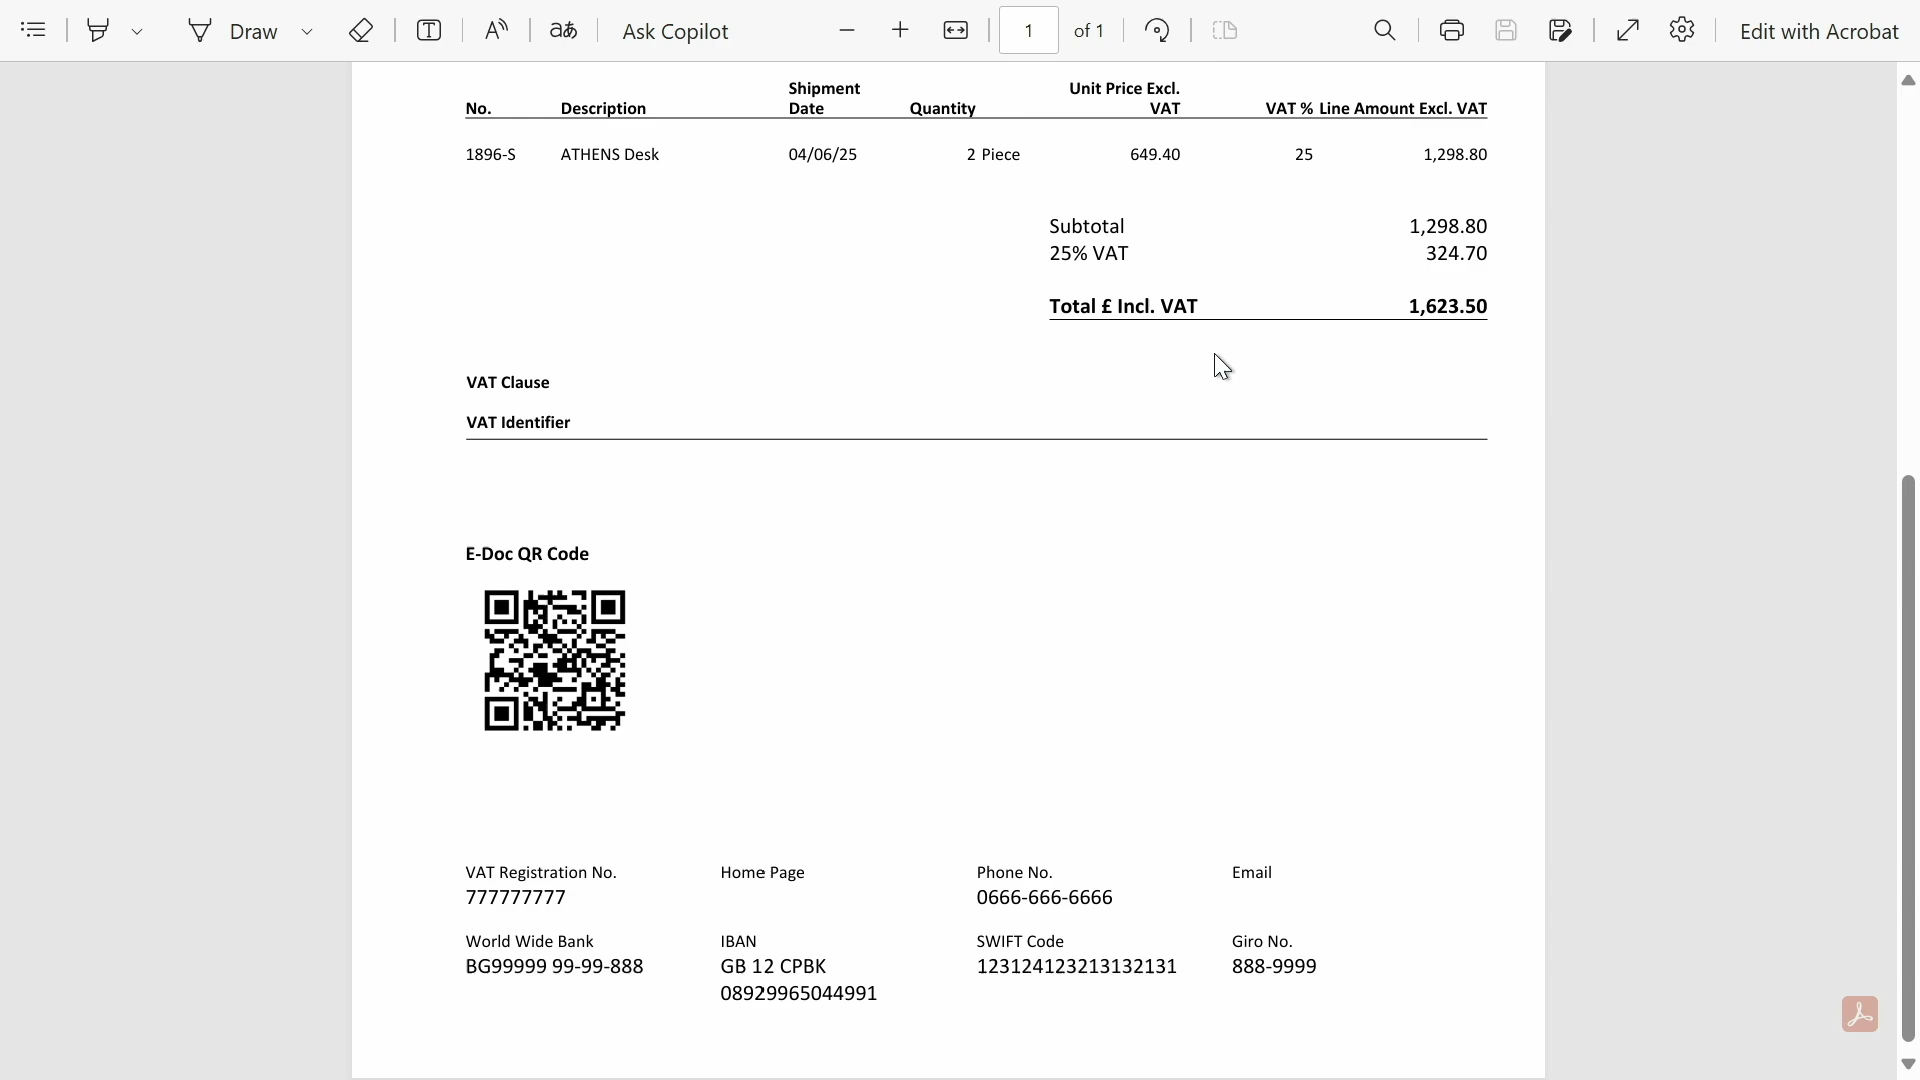 Draw
T
A
aあ
Ask Copilot
1
of 1
Edit with Acrobat
Shipment Unit Price Excl.
No. Description Date Quantity VAT VAT % Line Amount Excl. VAT
1896-S ATHENS Desk 04/06/25 2 Piece 649.40 25 1,298.80
Subtotal 1,298.80
25% VAT 324.70
Total £ Incl. VAT 1,623.50
VAT Clause
VAT Identifier
E-Doc QR Code
VAT Registration No. Home Page Phone No. Email
777777777 0666-666-6666
World Wide Bank IBAN SWIFT Code Giro No.
BG99999 99-99-888 GB 12 CPBK 123124123213132131 888-9999
08929965044991